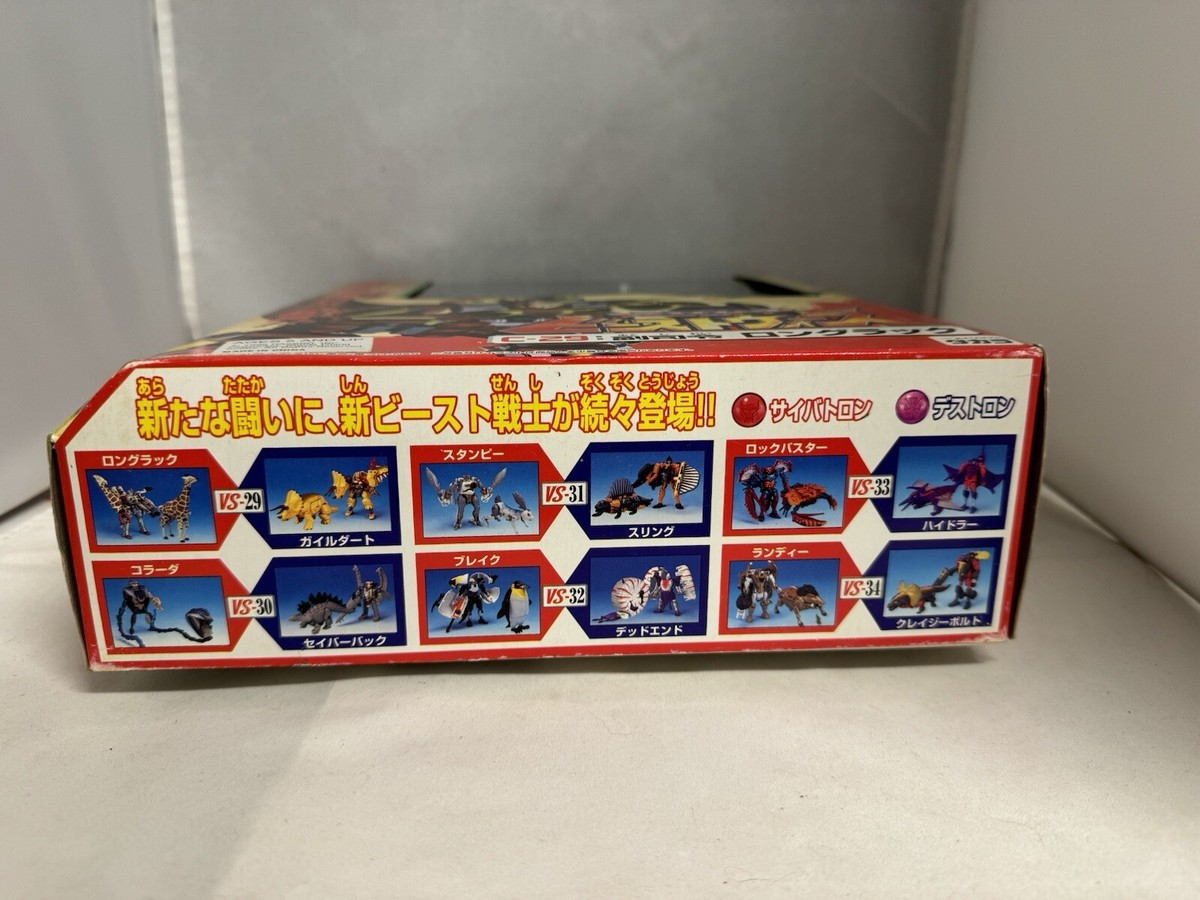 AGES 5 AND UP
MADE IN CHINA
C-29: ロングラック
あら たたか しん せん し ぞくぞくとうじょう
新たな闘いに、新ビースト戦士が続々登場!!
サイバトロン デストロン
ロングラック VS-29 ガイルダート
スタンピー VS-31 スリング
ロックバスター VS-33 ハイドラー
コラーダ VS-30 セイバーバック
ブレイク VS-32 デッドエンド
ランディー VS-34 クレイジーボルト